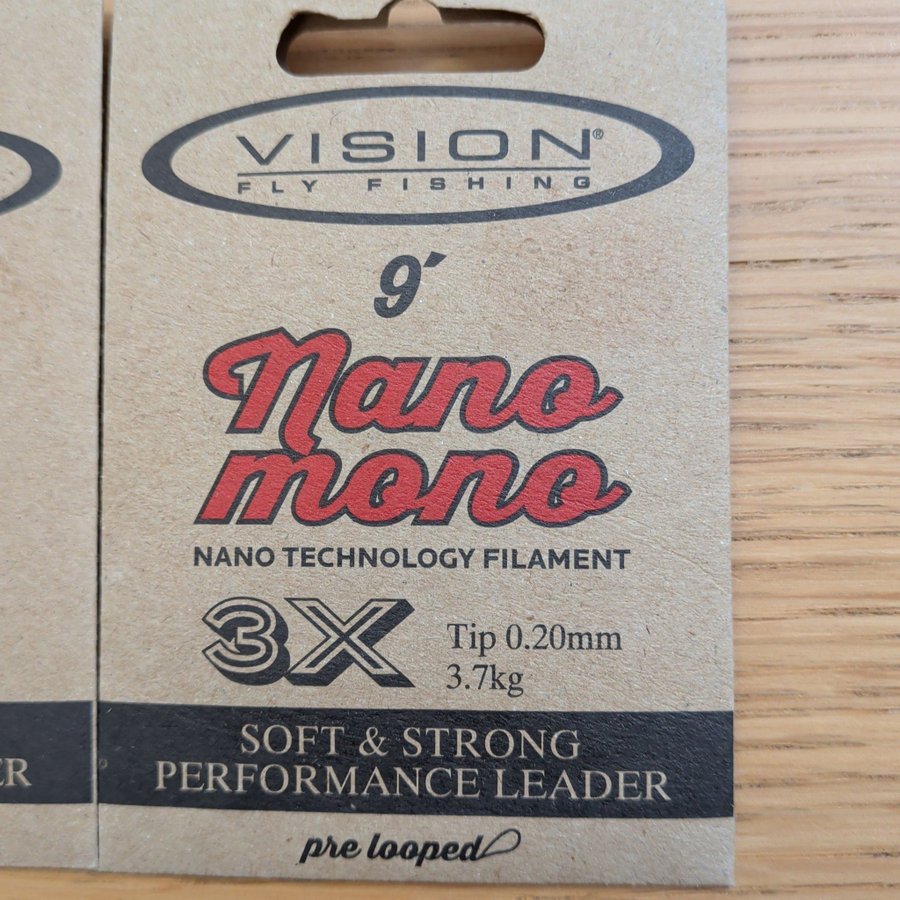 VISION®
FLY FISHING
9'
Nano
mono
NANO TECHNOLOGY FILAMENT
3X
Tip 0.20mm
3.7kg
SOFT & STRONG
ER
PERFORMANCE LEADER
pre looped